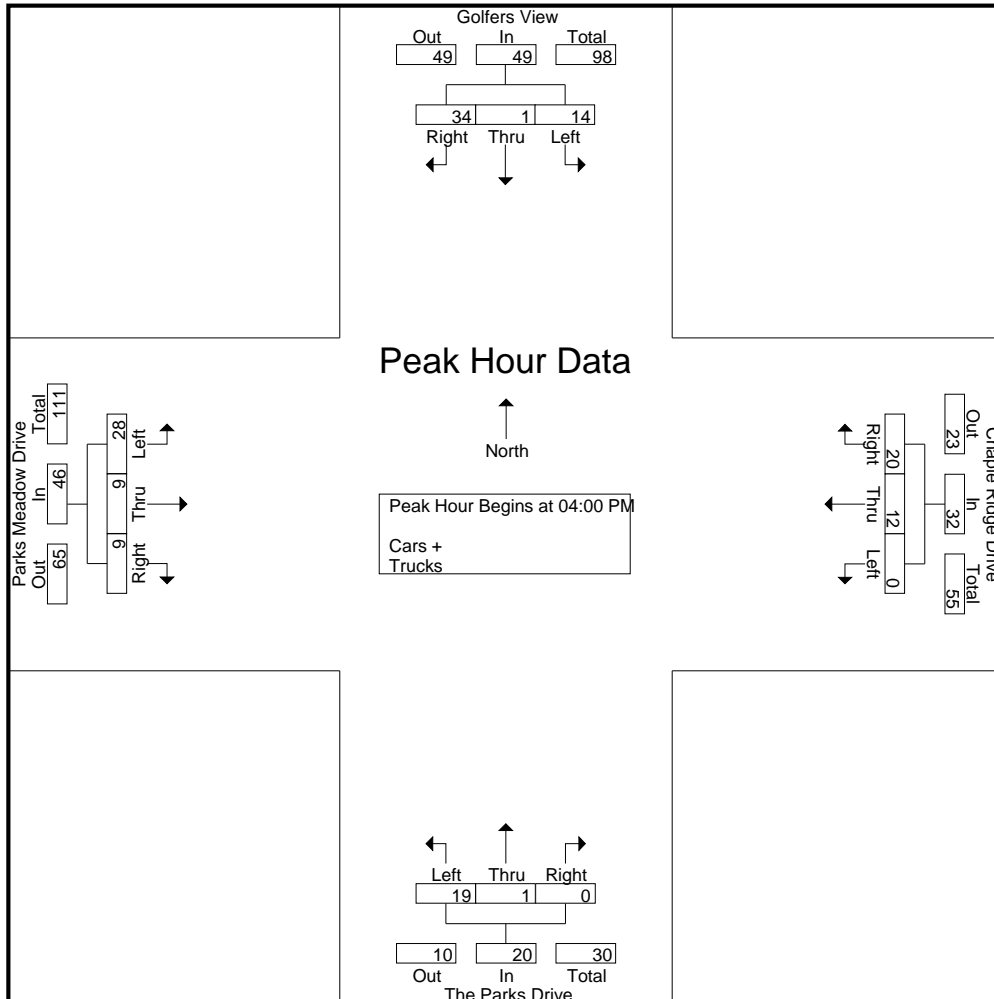 Golfers View
Out In Total
49 49 98
34 1 14
Right Thru Left
Peak Hour Data
North
Peak Hour Begins at 04:00 PM
Cars +
Trucks
Parks Meadow Drive
Total In Out
111 46 65
28 9 9
Left Thru Right
Chaple Ridge Drive
Out In Total
23 32 55
20 12 0
Right Thru Left
Left Thru Right
19 1 0
10 20 30
Out In Total
The Parks Drive